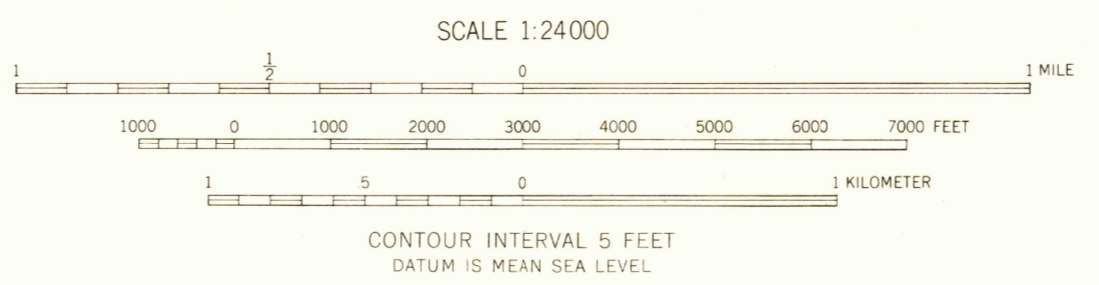 SCALE 1:24000
1 1/2 0 1 MILE
1000 0 1000 2000 3000 4000 5000 6000 7000 FEET
1 .5 0 1 KILOMETER
CONTOUR INTERVAL 5 FEET
DATUM IS MEAN SEA LEVEL